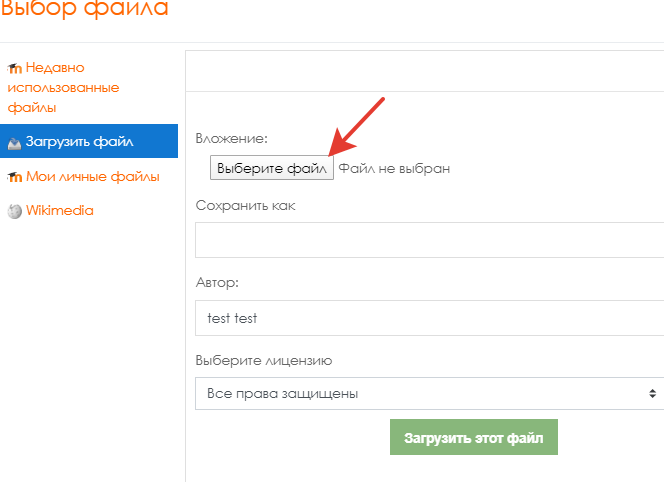 Выбор файла
Недавно
использованные
файлы
Загрузить файл
Мои личные файлы
Wikimedia
Вложение:
Выберите файл Файл не выбран
Сохранить как
Автор:
test test
Выберите лицензию
Все права защищены
Загрузить этот файл